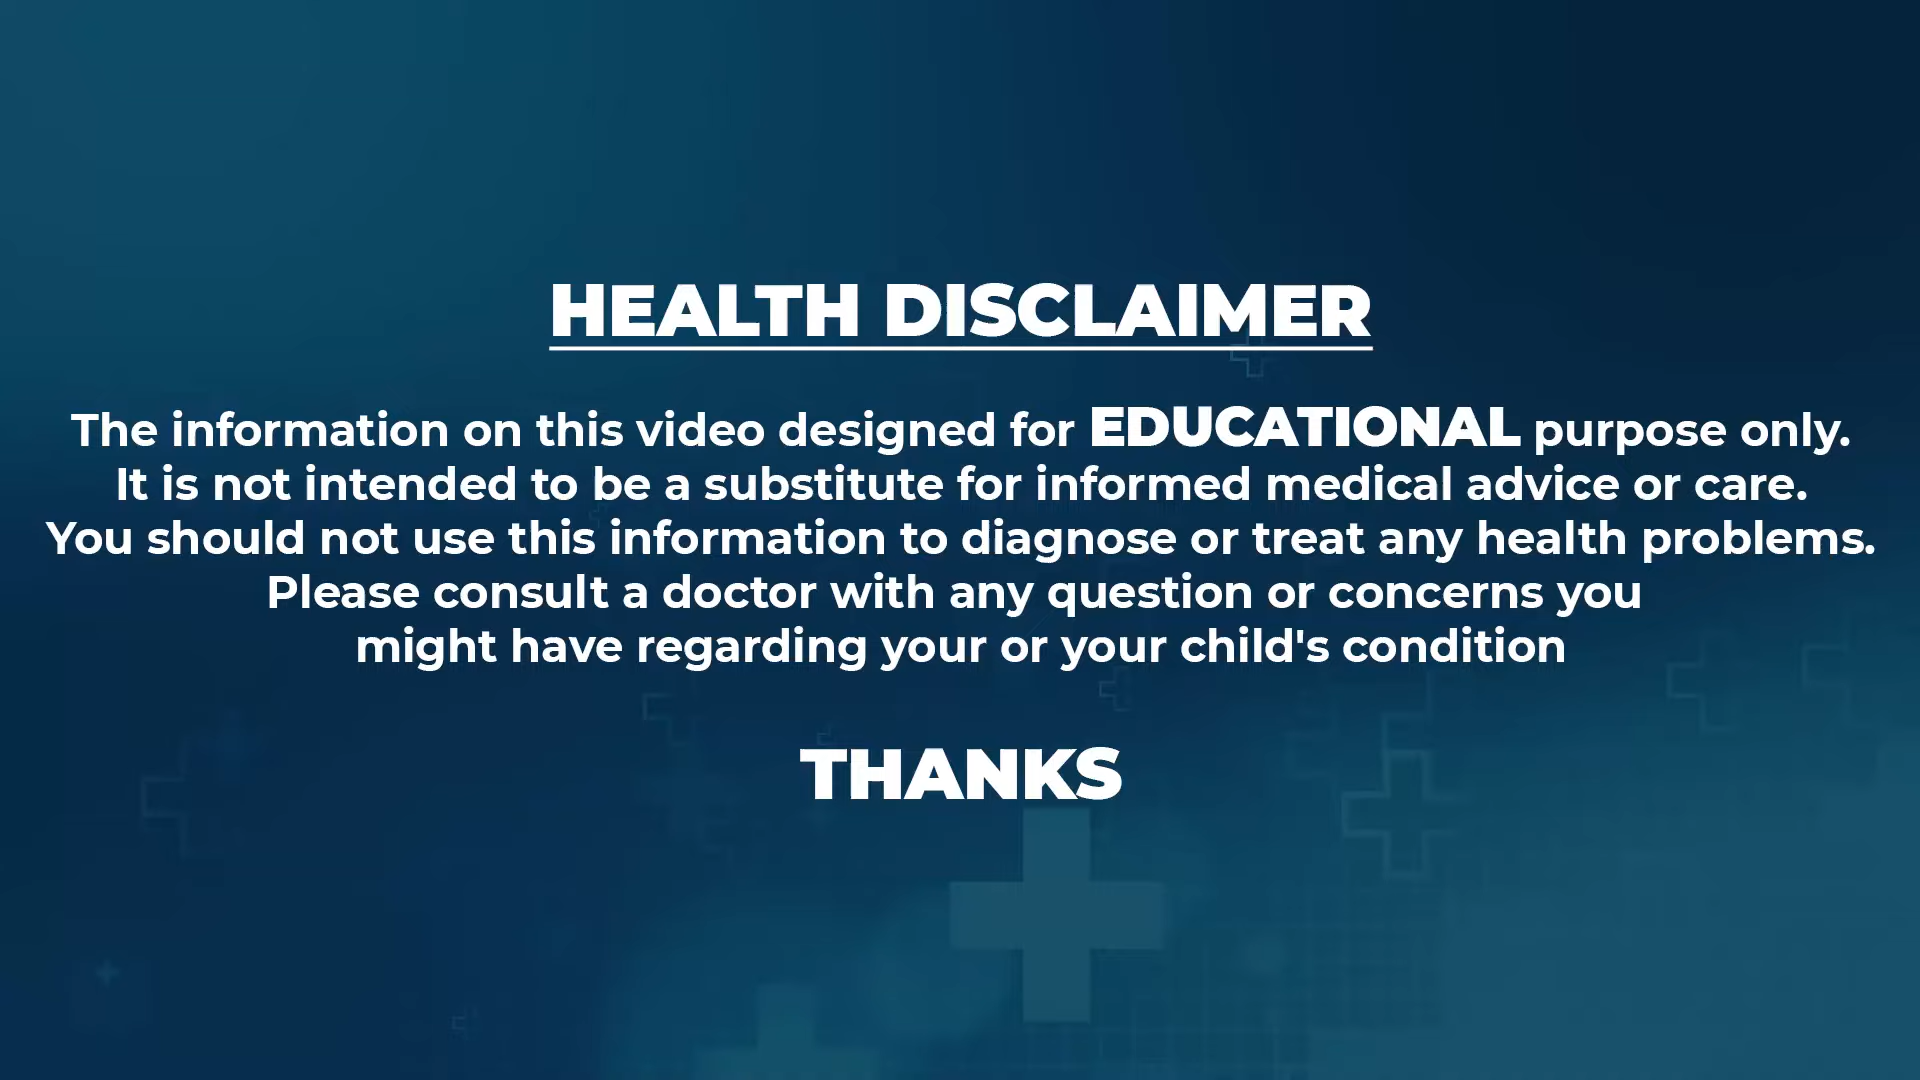 HEALTH DISCLAIMER
The information on this video designed for EDUCATIONAL purpose only.
It is not intended to be a substitute for informed medical advice or care.
You should not use this information to diagnose or treat any health problems.
Please consult a doctor with any question or concerns you
might have regarding your or your child's condition
THANKS